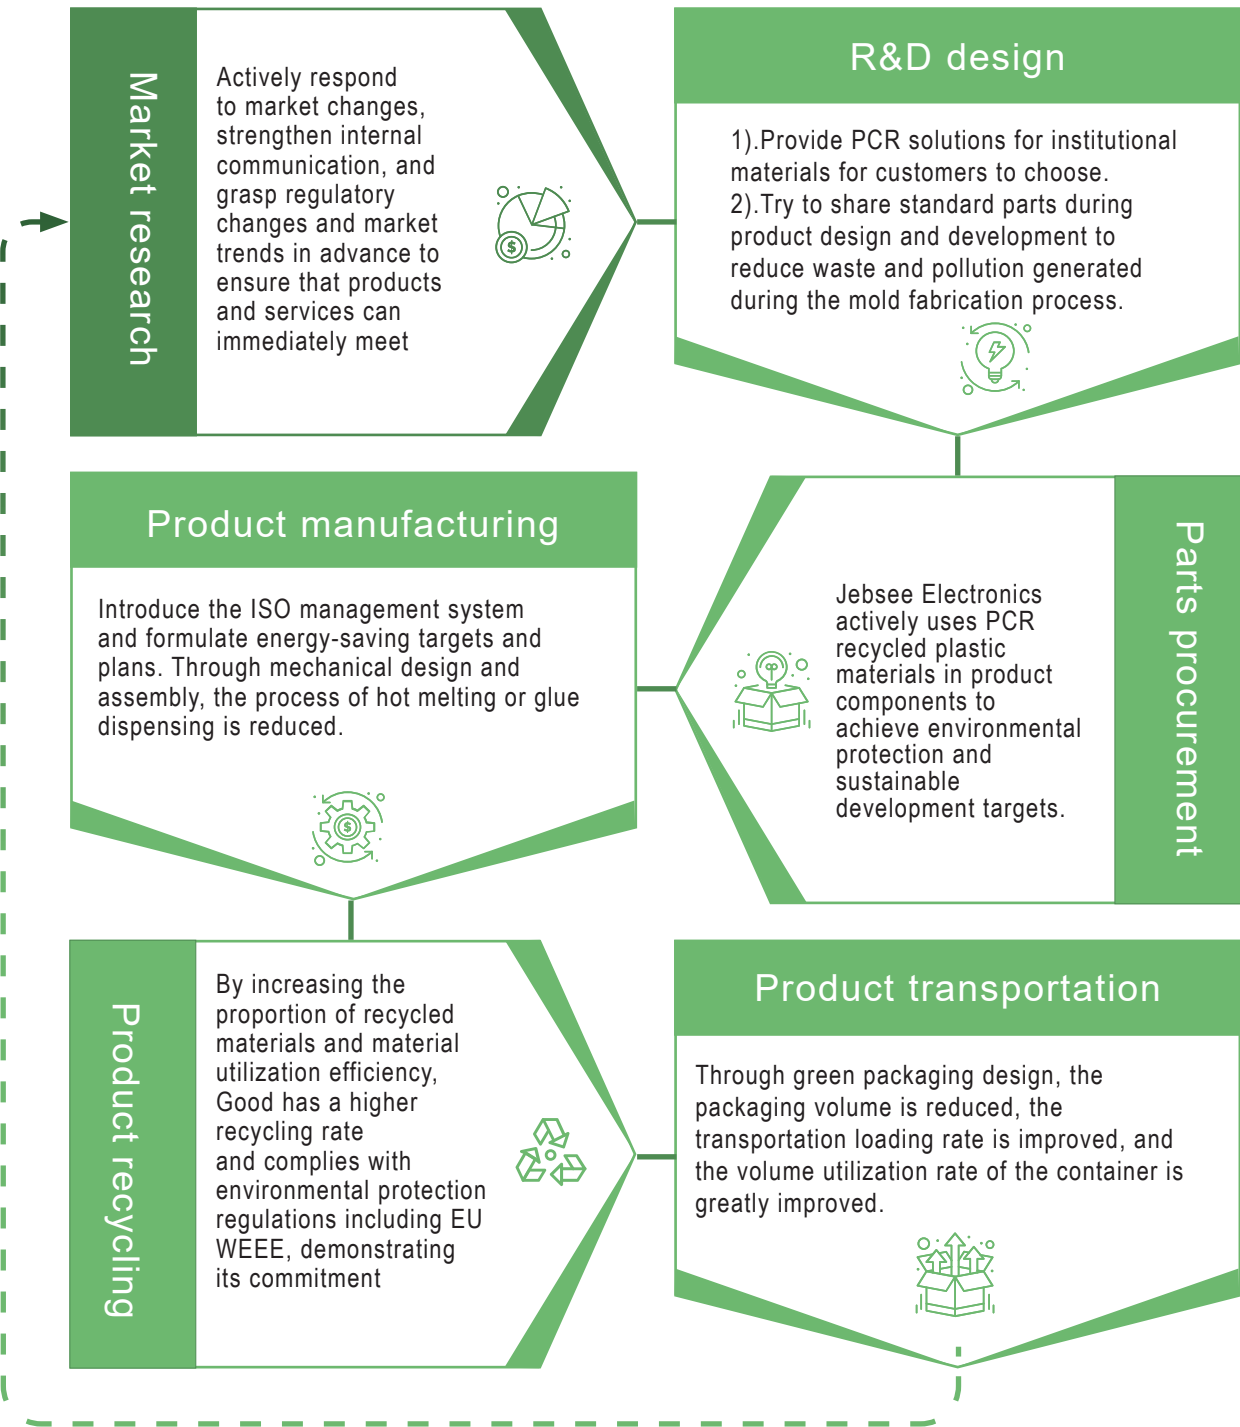 Market research
Actively respond
to market changes,
strengthen internal
communication, and
grasp regulatory
changes and market
trends in advance to
ensure that products
and services can
immediately meet
$
R&D design
1).Provide PCR solutions for institutional
materials for customers to choose.
2).Try to share standard parts during
product design and development to
reduce waste and pollution generated
during the mold fabrication process.
Parts procurement
Jebsee Electronics
actively uses PCR
recycled plastic
materials in product
components to
achieve environmental
protection and
sustainable
development targets.
Product manufacturing
Introduce the ISO management system
and formulate energy-saving targets and
plans. Through mechanical design and
assembly, the process of hot melting or glue
dispensing is reduced.
$
Product recycling
By increasing the
proportion of recycled
materials and material
utilization efficiency,
Good has a higher
recycling rate
and complies with
environmental protection
regulations including EU
WEEE, demonstrating
its commitment
Product transportation
Through green packaging design, the
packaging volume is reduced, the
transportation loading rate is improved, and
the volume utilization rate of the container is
greatly improved.